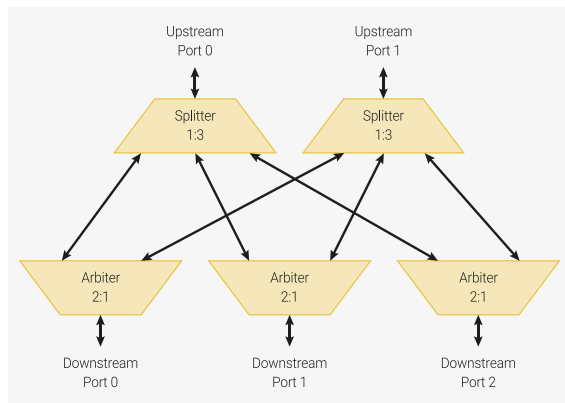 Upstream
Port 0
Upstream
Port 1
Splitter
1:3
Splitter
1:3
Arbiter
2:1
Arbiter
2:1
Arbiter
2:1
Downstream
Port 0
Downstream
Port 1
Downstream
Port 2